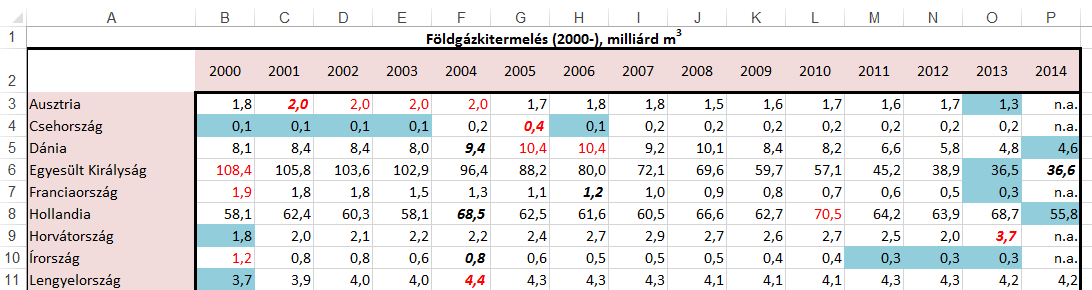 A B C D E F G H I J K L M N O P
1 Földgázkitermelés (2000-), milliárd m³
2 2000 2001 2002 2003 2004 2005 2006 2007 2008 2009 2010 2011 2012 2013 2014
3 Ausztria 1,8 2,0 2,0 2,0 2,0 1,7 1,8 1,8 1,5 1,6 1,7 1,6 1,7 1,3 n.a.
4 Csehország 0,1 0,1 0,1 0,1 0,2 0,4 0,1 0,2 0,2 0,2 0,2 0,2 0,2 0,2 n.a.
5 Dánia 8,1 8,4 8,4 8,0 9,4 10,4 10,4 9,2 10,1 8,4 8,2 6,6 5,8 4,8 4,6
6 Egyesült Királyság 108,4 105,8 103,6 102,9 96,4 88,2 80,0 72,1 69,6 59,7 57,1 45,2 38,9 36,5 36,6
7 Franciaország 1,9 1,8 1,8 1,5 1,3 1,1 1,2 1,0 0,9 0,8 0,7 0,6 0,5 0,3 n.a.
8 Hollandia 58,1 62,4 60,3 58,1 68,5 62,5 61,6 60,5 66,6 62,7 70,5 64,2 63,9 68,7 55,8
9 Horvátország 1,8 2,0 2,1 2,2 2,2 2,4 2,7 2,9 2,7 2,6 2,7 2,5 2,0 3,7 n.a.
10 Írország 1,2 0,8 0,8 0,6 0,8 0,6 0,5 0,5 0,5 0,4 0,4 0,3 0,3 0,3 n.a.
11 Lengyelország 3,7 3,9 4,0 4,0 4,4 4,3 4,3 4,3 4,1 4,1 4,1 4,3 4,3 4,2 4,2